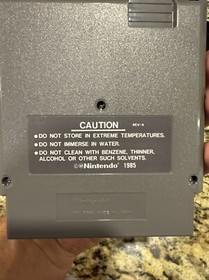 CAUTION
REV-A
● DO NOT STORE IN EXTREME TEMPERATURES.
● DO NOT IMMERSE IN WATER.
● DO NOT CLEAN WITH BENZENE, THINNER,
ALCOHOL OR OTHER SUCH SOLVENTS.
©®Nintendo® 1985